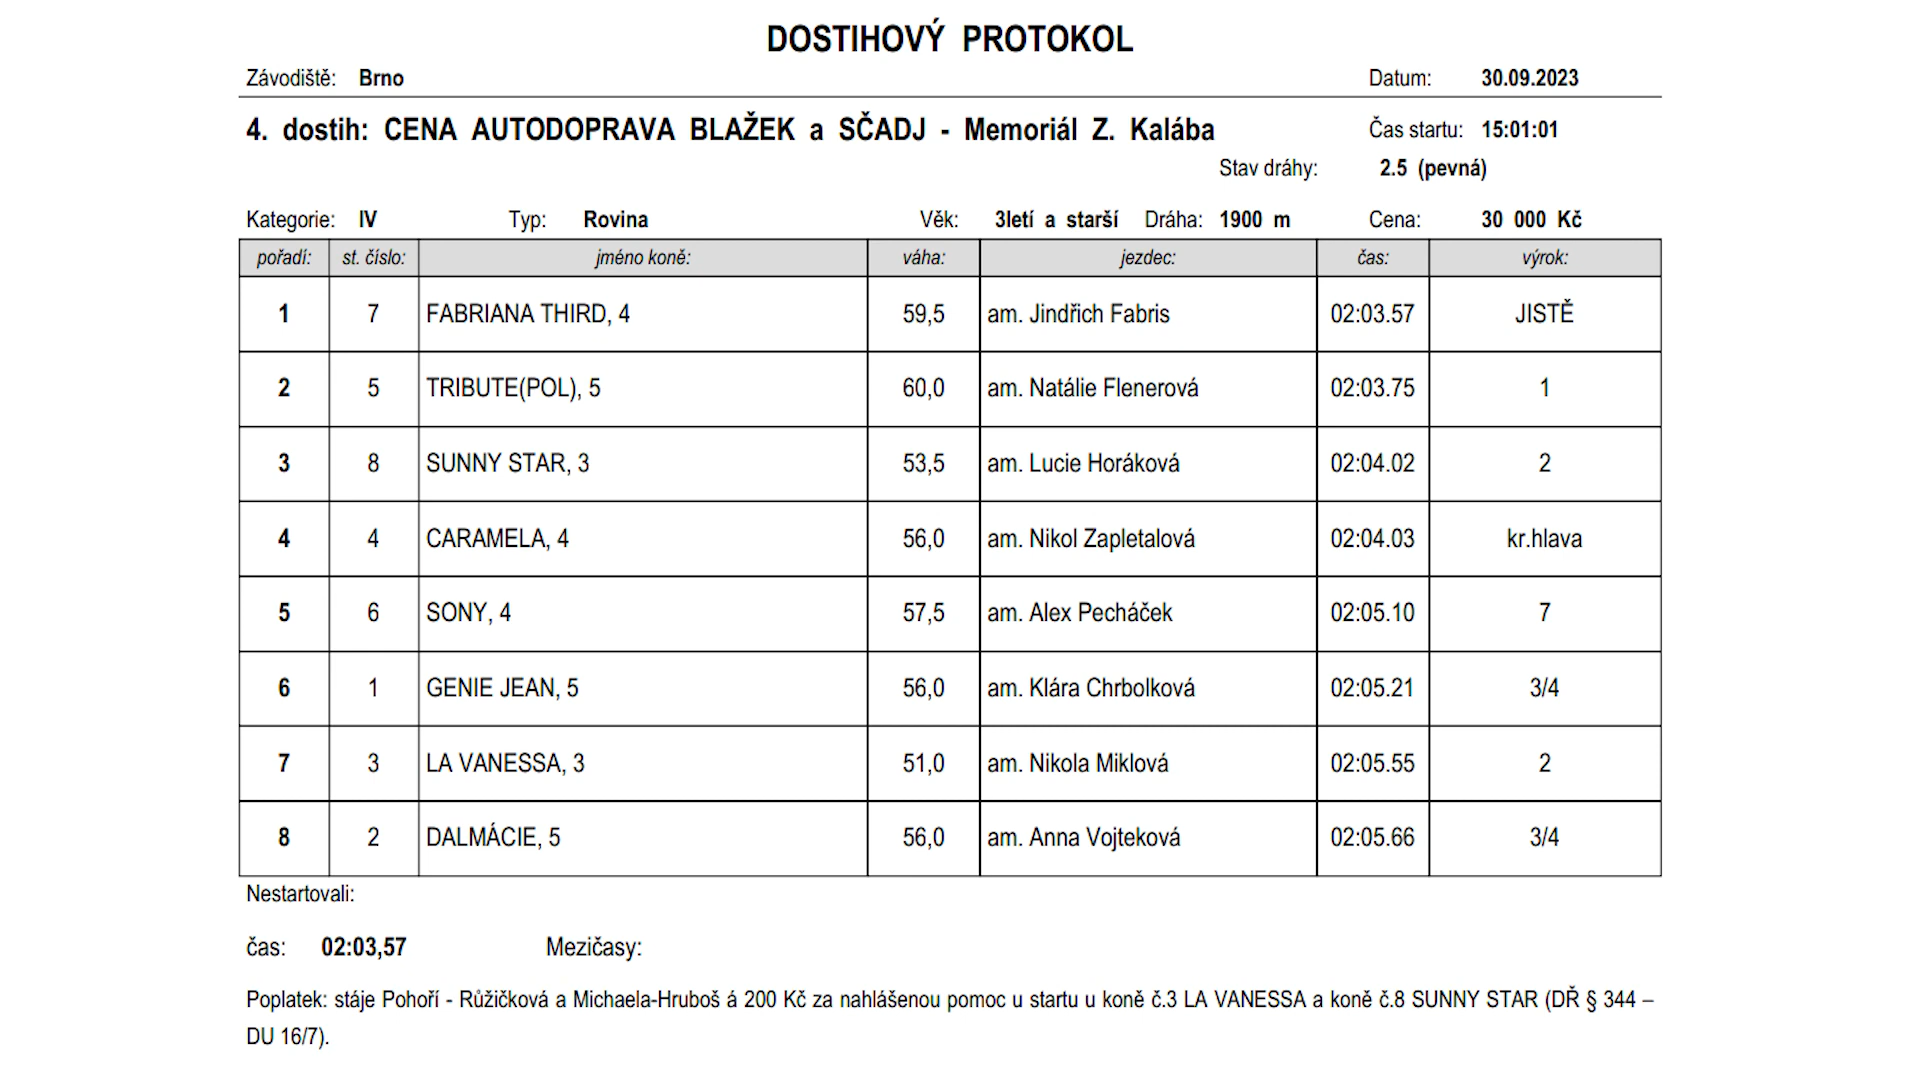 DOSTIHOVÝ PROTOKOL
Závodiště: Brno Datum: 30.09.2023
4. dostih: CENA AUTODOPRAVA BLAŽEK a SČADJ - Memoriál Z. Kalába Čas startu: 15:01:01
Stav dráhy: 2.5 (pevná)
Kategorie: IV Typ: Rovina Věk: 3letí a starší Dráha: 1900 m Cena: 30 000 Kč
pořadí: st. číslo: jméno koně: váha: jezdec: čas: výrok:
1 7 FABRIANA THIRD, 4 59,5 am. Jindřich Fabris 02:03.57 JISTĚ
2 5 TRIBUTE(POL), 5 60,0 am. Natálie Flenerová 02:03.75 1
3 8 SUNNY STAR, 3 53,5 am. Lucie Horáková 02:04.02 2
4 4 CARAMELA, 4 56,0 am. Nikol Zapletalová 02:04.03 kr.hlava
5 6 SONY, 4 57,5 am. Alex Pecháček 02:05.10 7
6 1 GENIE JEAN, 5 56,0 am. Klára Chrbolková 02:05.21 3/4
7 3 LA VANESSA, 3 51,0 am. Nikola Miklová 02:05.55 2
8 2 DALMÁCIE, 5 56,0 am. Anna Vojteková 02:05.66 3/4
Nestartovali:
čas: 02:03,57 Mezičasy:
Poplatek: stáje Pohoří - Růžičková a Michaela-Hruboš á 200 Kč za nahlášenou pomoc u startu u koně č.3 LA VANESSA a koně č.8 SUNNY STAR (DŘ § 344 –
DU 16/7).